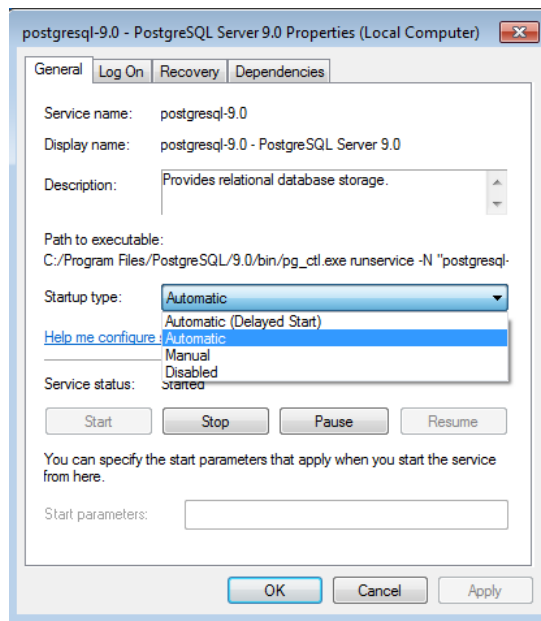 postgresql-9.0 - PostgreSQL Server 9.0 Properties (Local Computer)
General Log On Recovery Dependencies
Service name: postgresql-9.0
Display name: postgresql-9.0 - PostgreSQL Server 9.0
Description: Provides relational database storage.
Path to executable:
C:/Program Files/PostgreSQL/9.0/bin/pg_ctl.exe runservice -N "postgresql-
Startup type: Automatic
Automatic (Delayed Start)
Help me configure Automatic
Manual
Disabled
Service status: Started
Start Stop Pause Resume
You can specify the start parameters that apply when you start the service
from here.
Start parameters:
OK Cancel Apply